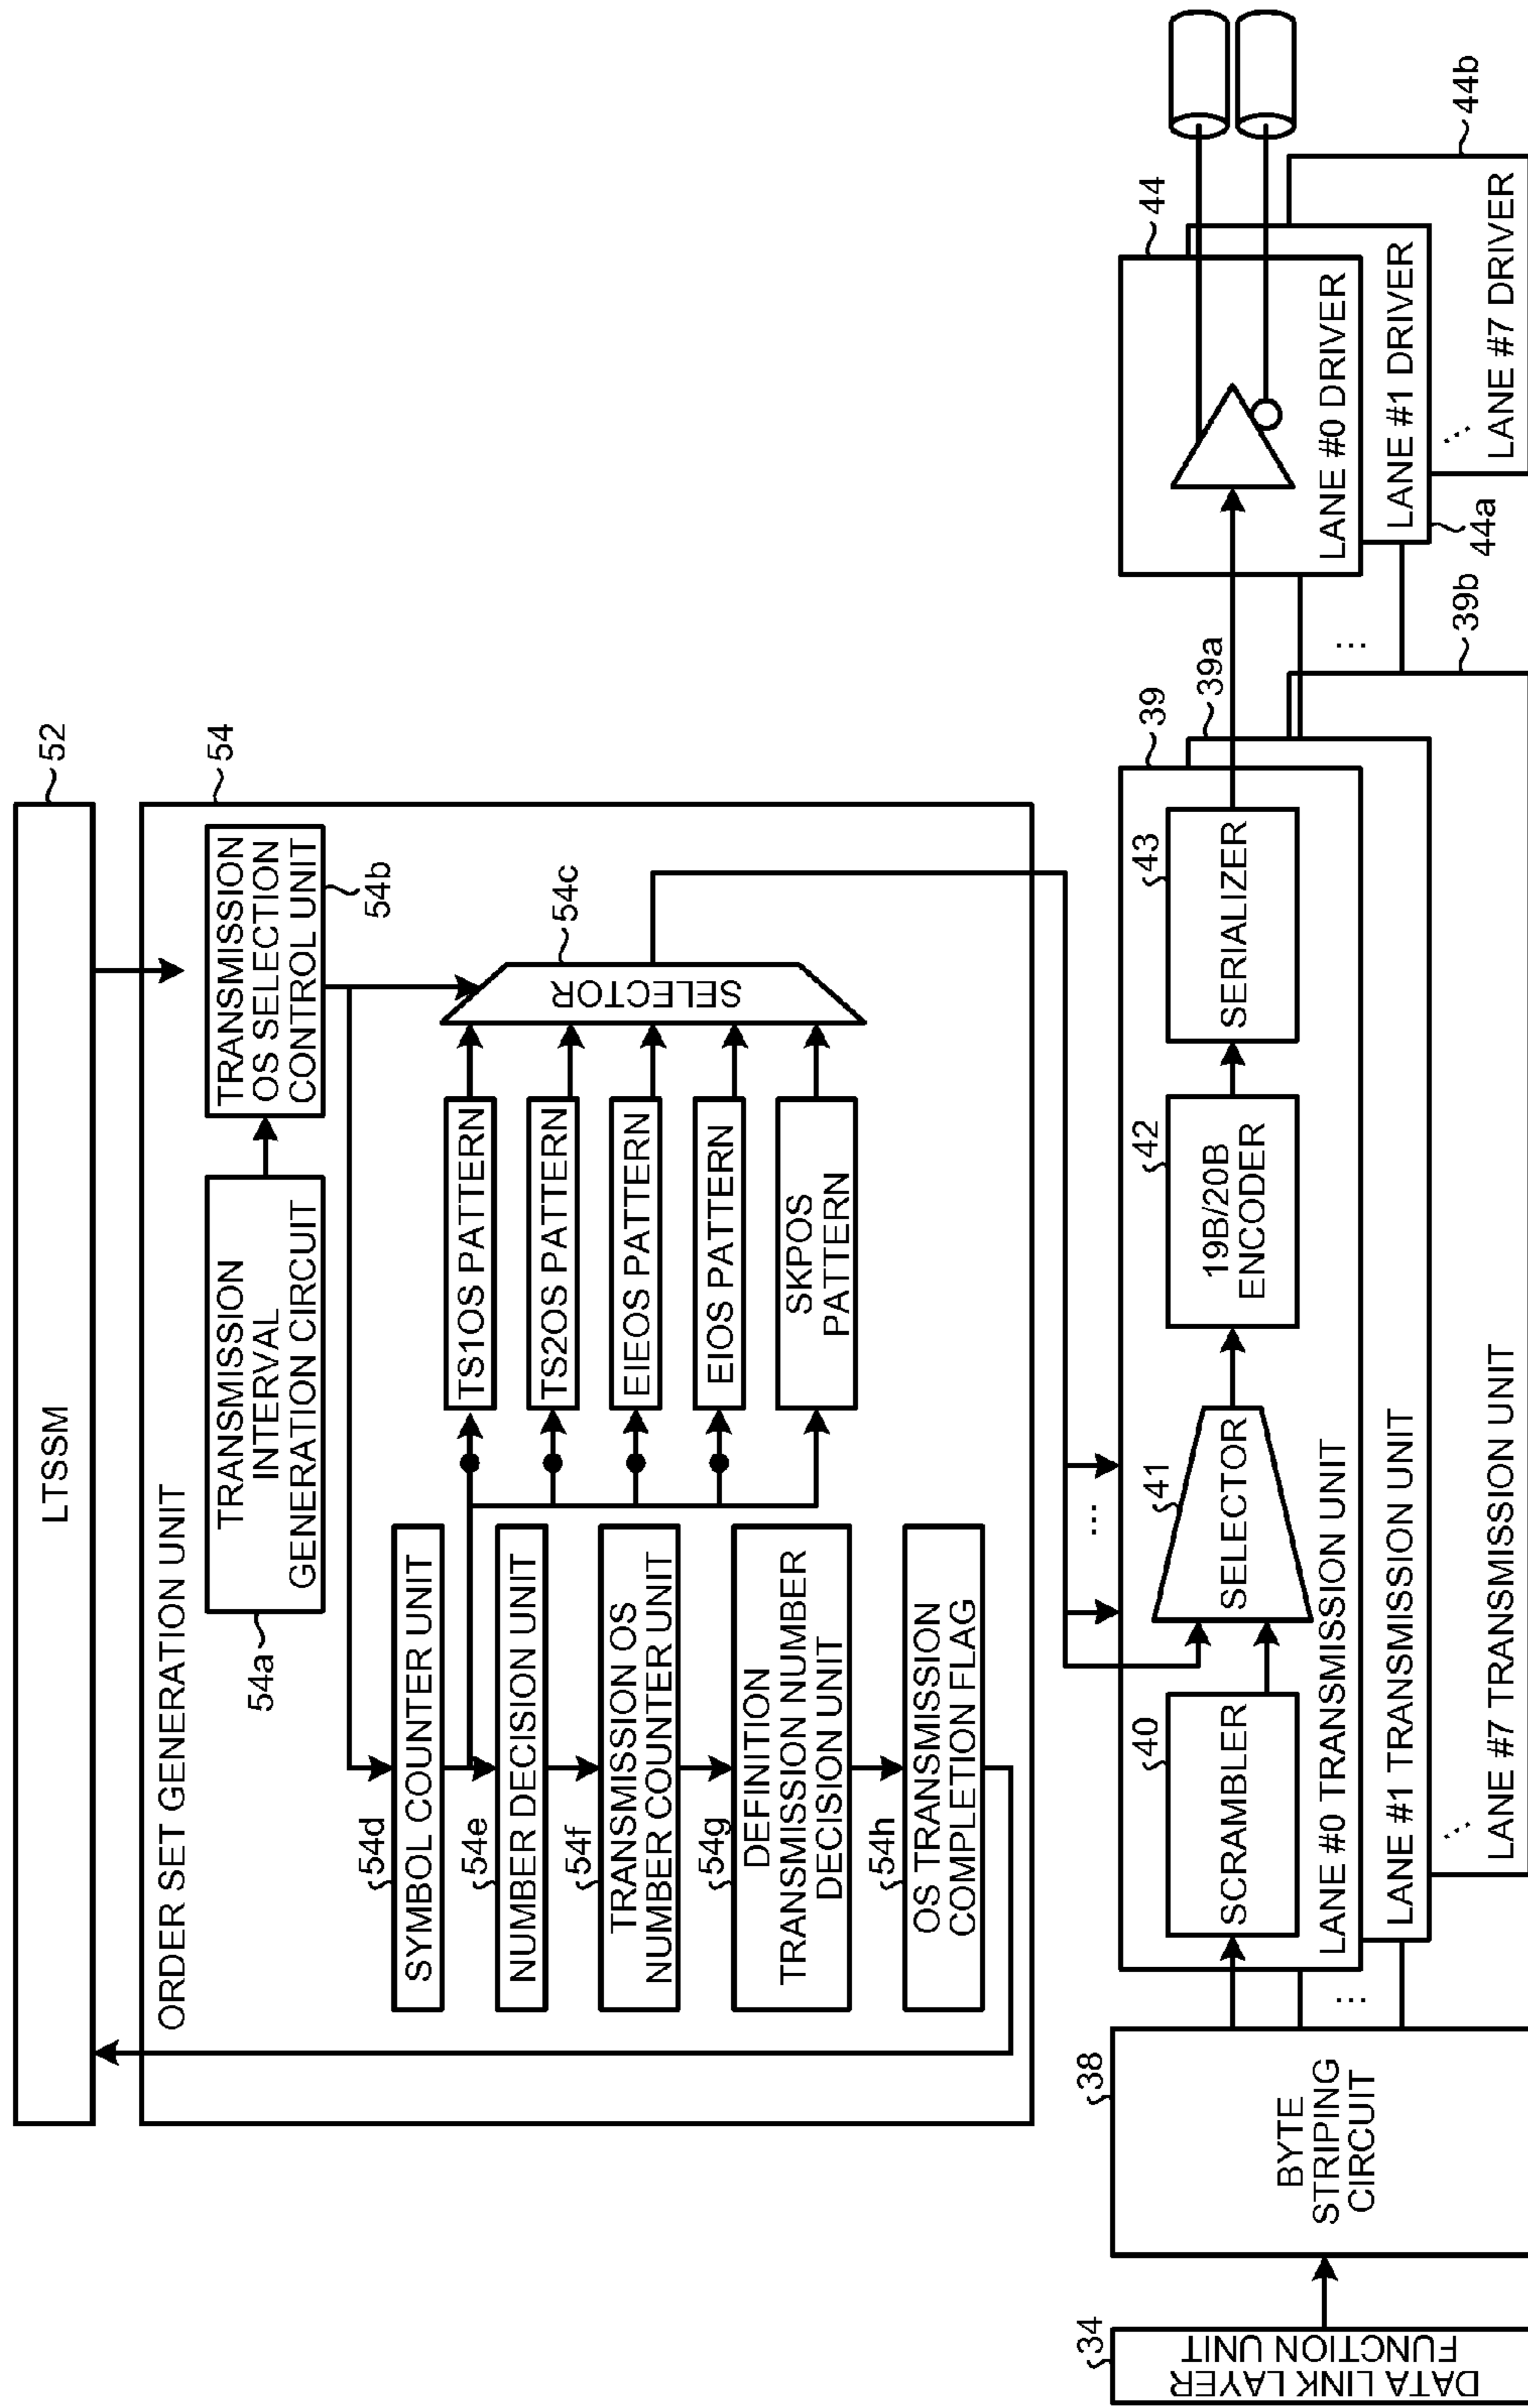 LTSSM
52
ORDER SET GENERATION UNIT
54
TRANSMISSION
INTERVAL
GENERATION CIRCUIT
54a
TRANSMISSION
OS SELECTION
CONTROL UNIT
54b
54d
SYMBOL COUNTER UNIT
54e
NUMBER DECISION UNIT
54f
TRANSMISSION OS
NUMBER COUNTER UNIT
54g
DEFINITION
TRANSMISSION NUMBER
DECISION UNIT
54h
OS TRANSMISSION
COMPLETION FLAG
TS1OS PATTERN
TS2OS PATTERN
EIEOS PATTERN
EIOS PATTERN
SKPOS
PATTERN
SELECTOR
54c
34
DATA LINK LAYER
FUNCTION UNIT
38
BYTE
STRIPING
CIRCUIT
...
40
SCRAMBLER
41
SELECTOR
...
42
19B/20B
ENCODER
43
SERIALIZER
39
39a
39b
LANE #0 TRANSMISSION UNIT
LANE #1 TRANSMISSION UNIT
...
LANE #7 TRANSMISSION UNIT
...
44
LANE #0 DRIVER
44a
LANE #1 DRIVER
...
44b
LANE #7 DRIVER